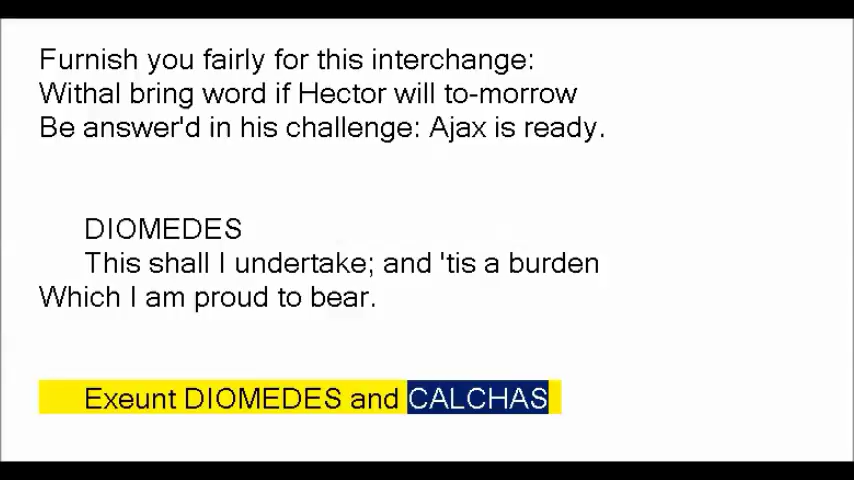 Furnish you fairly for this interchange:
Withal bring word if Hector will to-morrow
Be answer'd in his challenge: Ajax is ready.
DIOMEDES
This shall I undertake; and 'tis a burden
Which I am proud to bear.
Exeunt DIOMEDES and CALCHAS